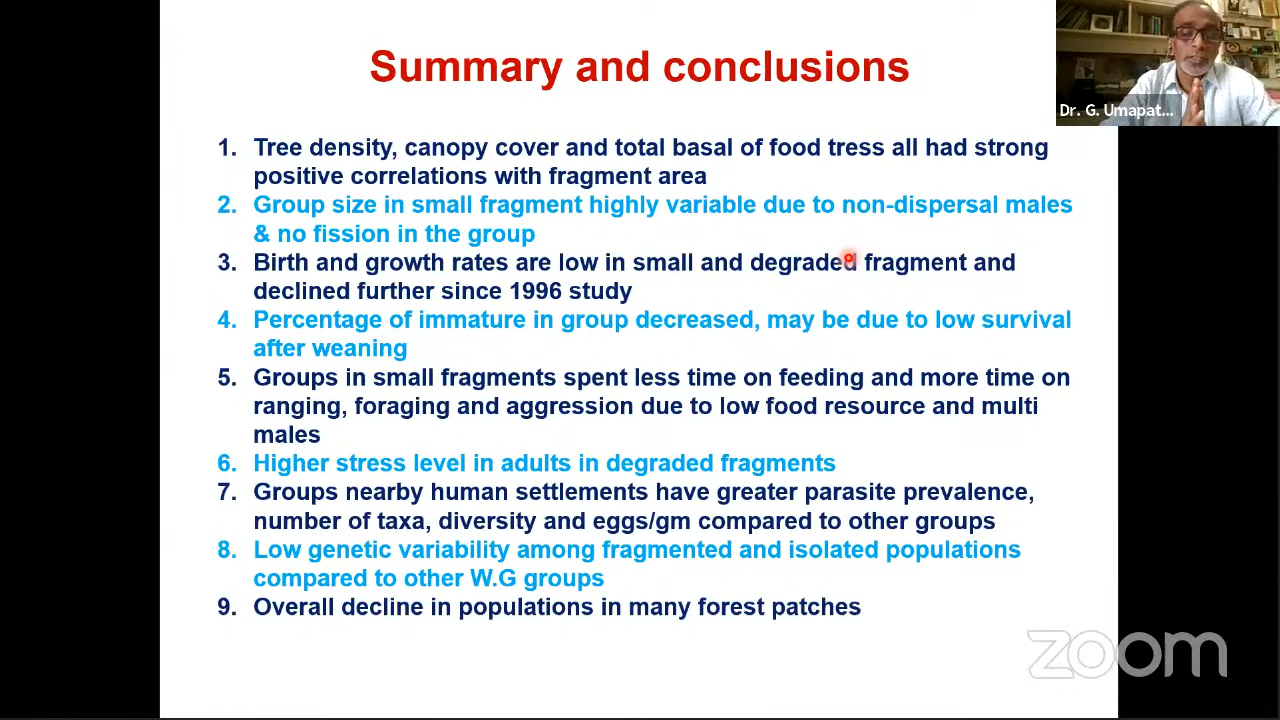 Summary and conclusions
Dr. G. Umapat...
1. Tree density, canopy cover and total basal of food tress all had strong
positive correlations with fragment area
2. Group size in small fragment highly variable due to non-dispersal males
& no fission in the group
3. Birth and growth rates are low in small and degraded fragment and
declined further since 1996 study
4. Percentage of immature in group decreased, may be due to low survival
after weaning
5. Groups in small fragments spent less time on feeding and more time on
ranging, foraging and aggression due to low food resource and multi
males
6. Higher stress level in adults in degraded fragments
7. Groups nearby human settlements have greater parasite prevalence,
number of taxa, diversity and eggs/gm compared to other groups
8. Low genetic variability among fragmented and isolated populations
compared to other W.G groups
9. Overall decline in populations in many forest patches
zoom